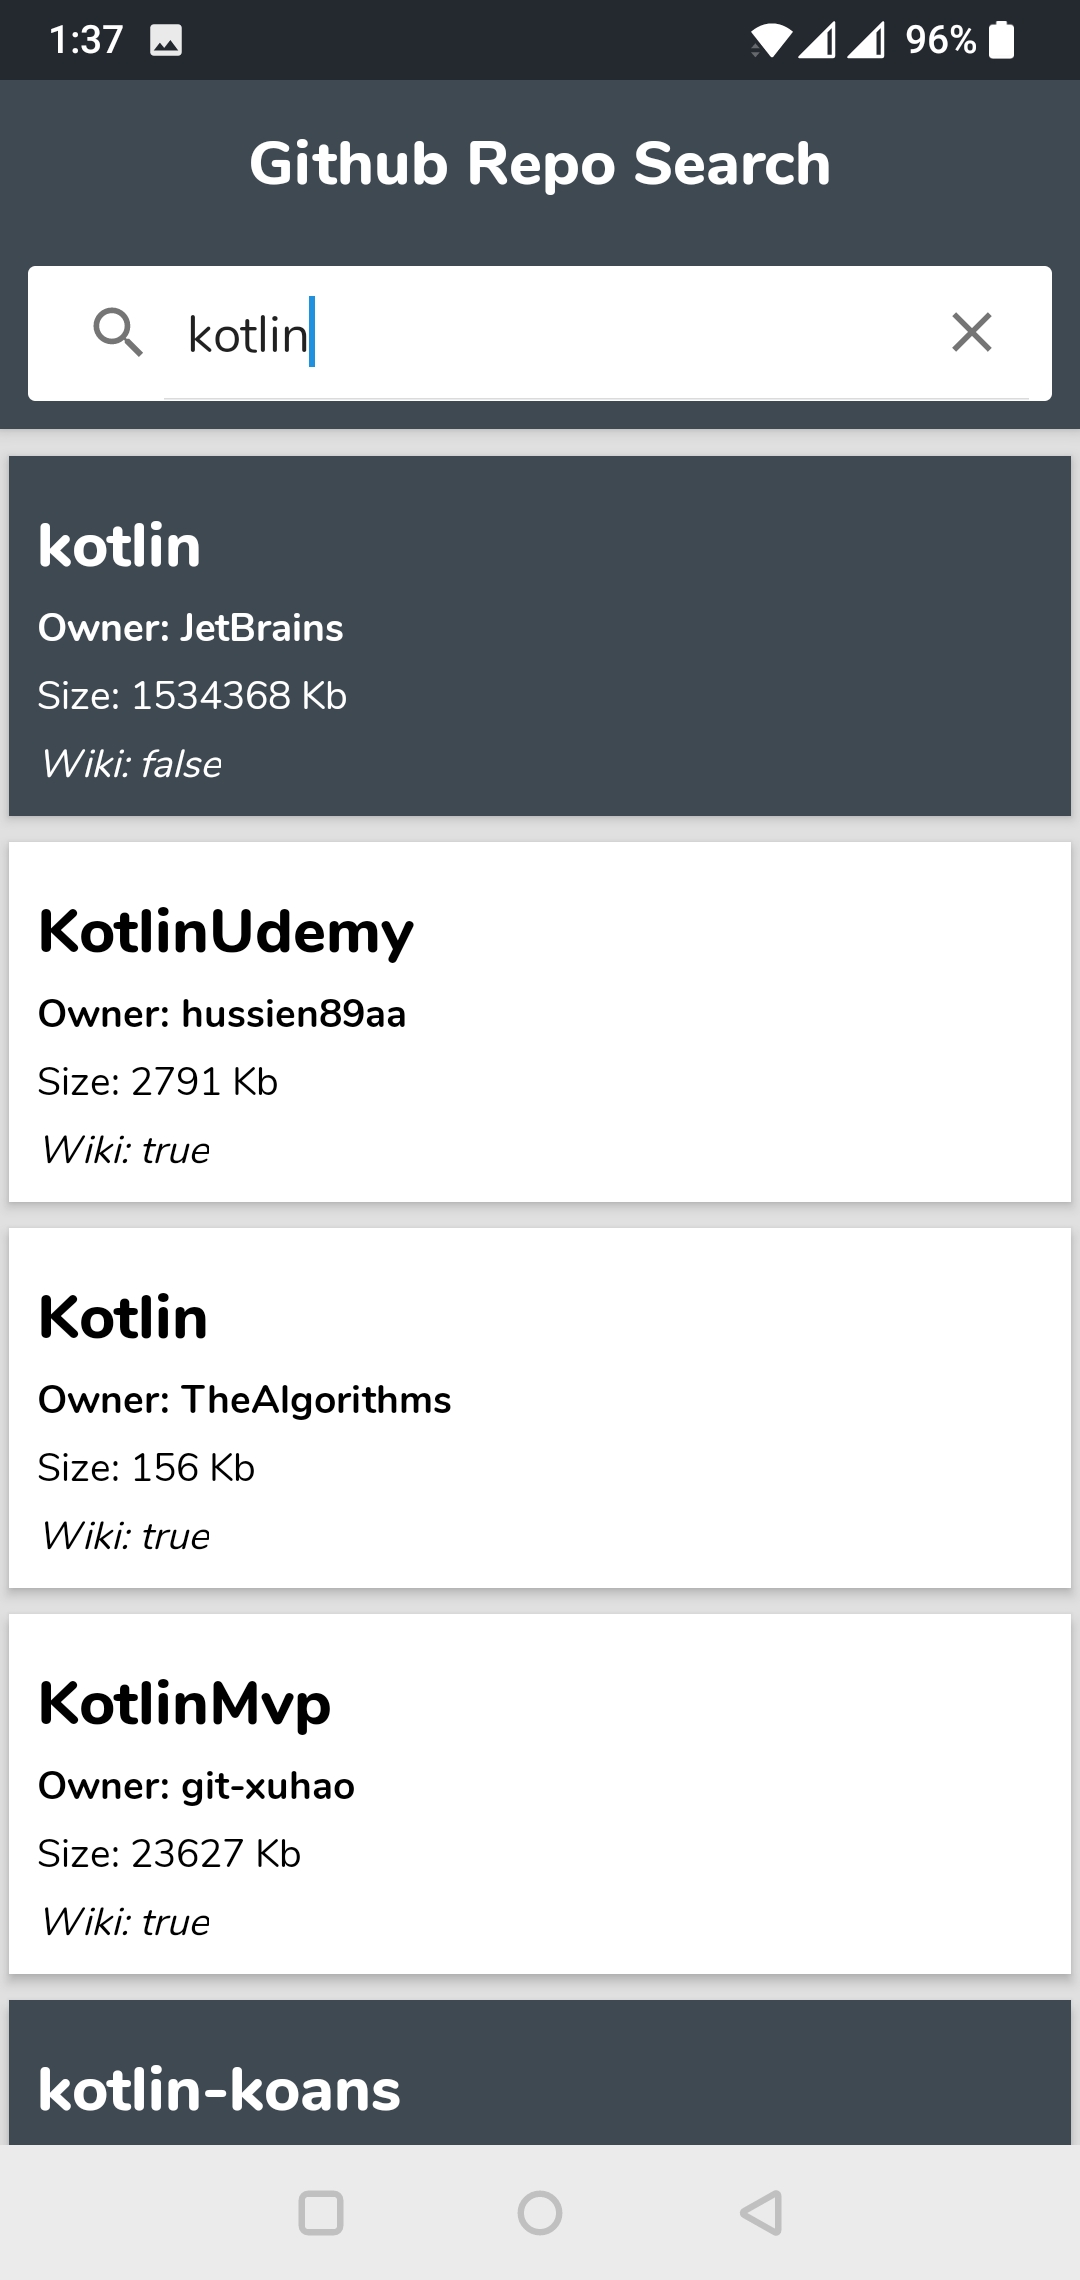 1:37
96%
Github Repo Search
kotlin
kotlin
Owner: JetBrains
Size: 1534368 Kb
Wiki: false
KotlinUdemy
Owner: hussien89aa
Size: 2791 Kb
Wiki: true
Kotlin
Owner: TheAlgorithms
Size: 156 Kb
Wiki: true
KotlinMvp
Owner: git-xuhao
Size: 23627 Kb
Wiki: true
kotlin-koans